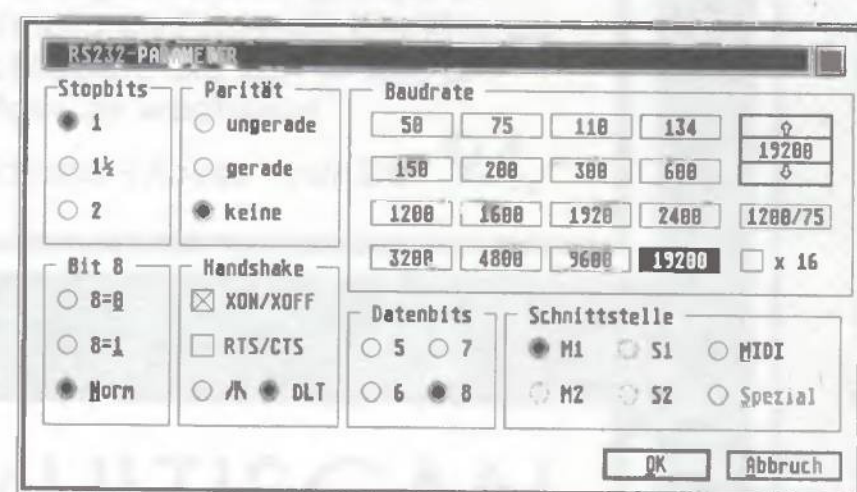 RS232-PARAMETER
Stopbits
1
1½
2
Parität
ungerade
gerade
keine
Baudrate
50 75 110 134
150 200 300 600
1200 1600 1920 2400
3200 4800 9600 19200
19200
1200/75
x 16
Bit 8
8=0
8=1
Norm
Handshake
XON/XOFF
RTS/CTS
DLT
Datenbits
5 7
6 8
Schnittstelle
M1 S1 MIDI
M2 S2 Spezial
OK Abbruch